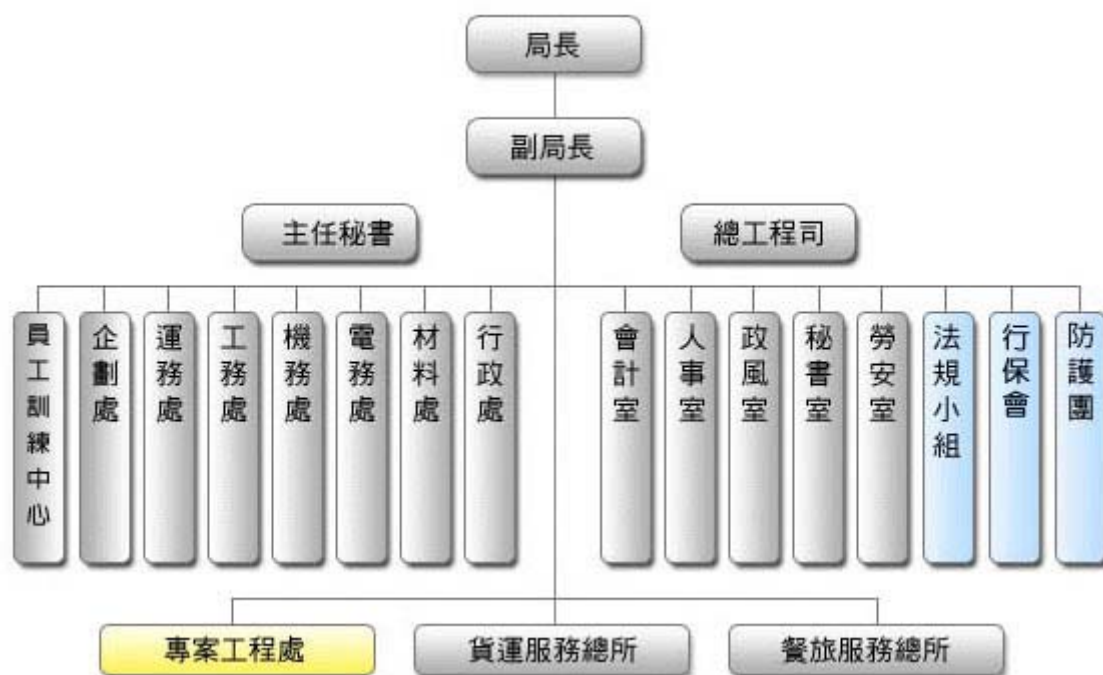 局長
副局長
主任秘書
總工程司
員工訓練中心
企劃處
運務處
工務處
機務處
電務處
材料處
行政處
會計室
人事室
政風室
秘書室
勞安室
法規小組
行保會
防護團
專案工程處
貨運服務總所
餐旅服務總所